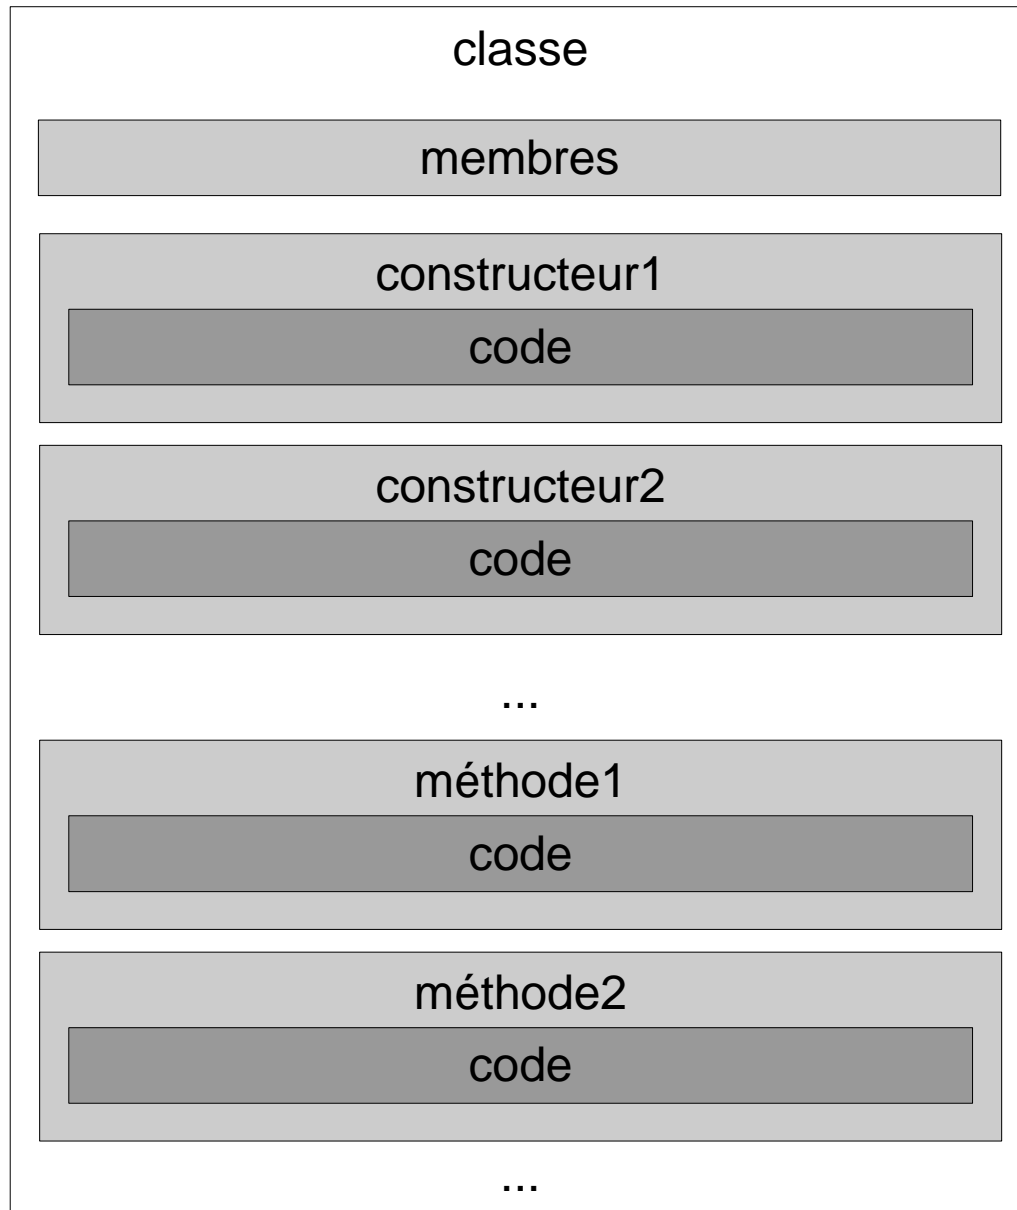 classe
membres
constructeur1
code
constructeur2
code
...
méthode1
code
méthode2
code
...